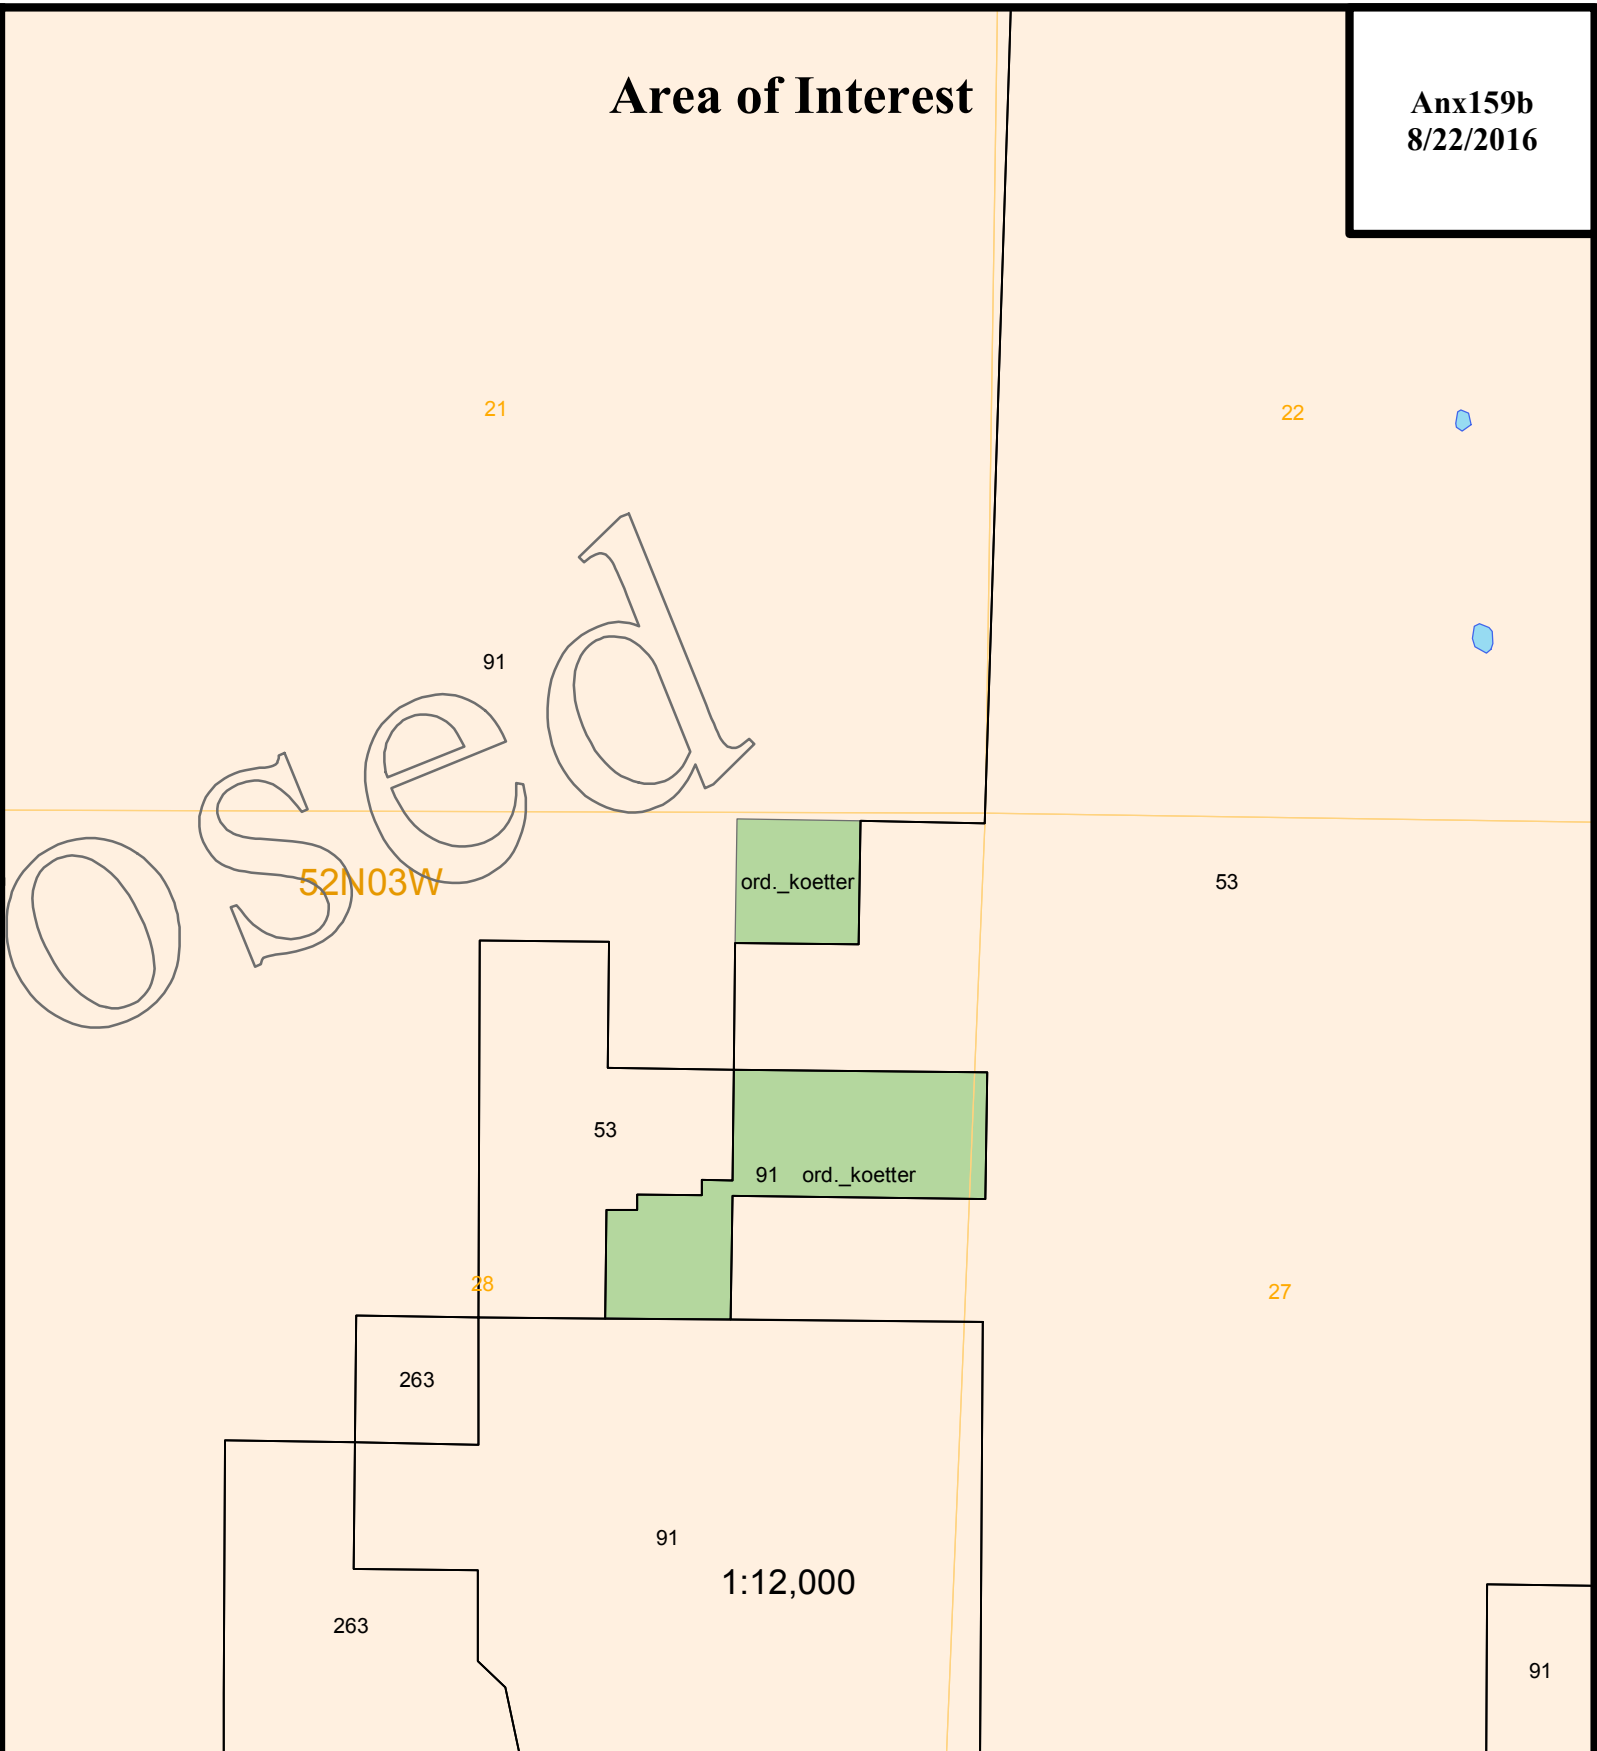 Area of Interest
Anx159b
8/22/2016
21
22
91
osed
52N03W
ord._koetter
53
53
91 ord._koetter
28
27
263
91
1:12,000
263
91